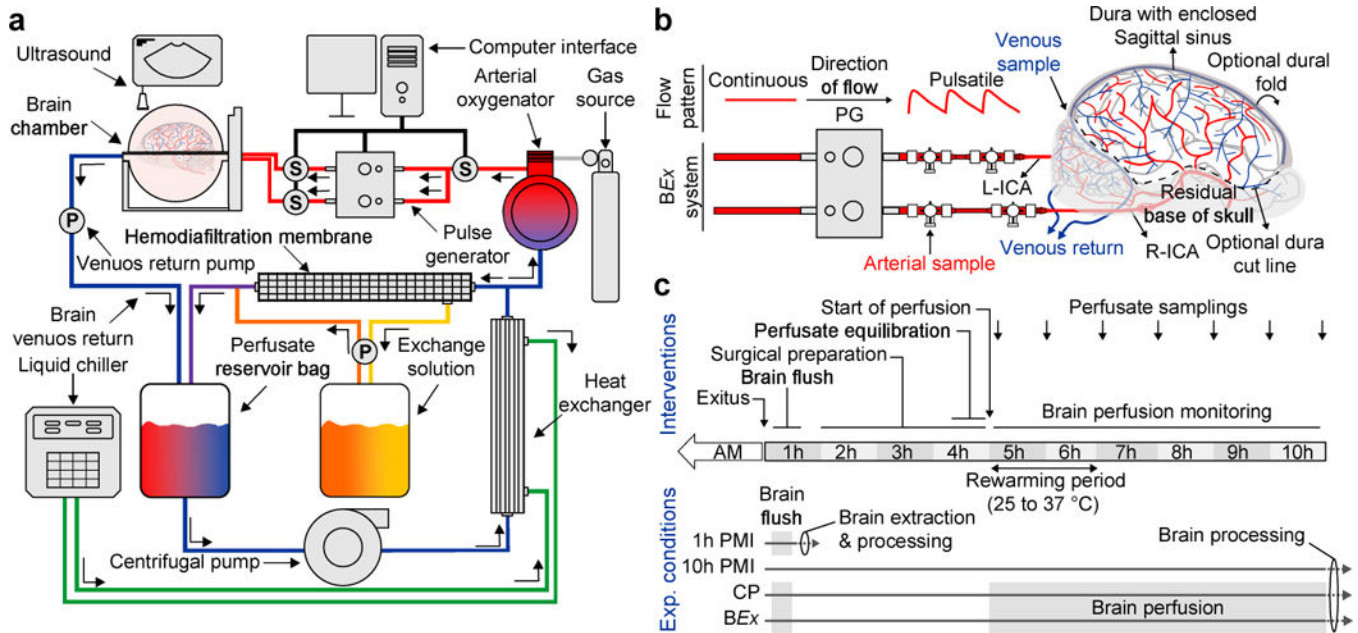 a
Ultrasound
Brain
chamber
Computer interface
Arterial
oxygenator
Gas
source
S
S
S
P
Venuos return pump
Hemodiafiltration membrane
Pulse
generator
Brain
venuos return
Liquid chiller
Perfusate
reservoir bag
P
Exchange
solution
Heat
exchanger
Centrifugal pump
b
Flow
pattern
Continuous
Direction
of flow
Pulsatile
PG
BEx
system
Venous
sample
Dura with enclosed
Sagittal sinus
Optional dural
fold
L-ICA
Residual
base of skull
Venous return
R-ICA
Optional dura
cut line
Arterial sample
c
Interventions
Start of perfusion
Perfusate samplings
Perfusate equilibration
Surgical preparation
Brain flush
Exitus
Brain perfusion monitoring
AM 1h 2h 3h 4h 5h 6h 7h 8h 9h 10h
Rewarming period
(25 to 37 °C)
Exp. conditions
Brain
flush
Brain extraction
& processing
Brain processing
1h PMI
10h PMI
CP
BEx
Brain perfusion